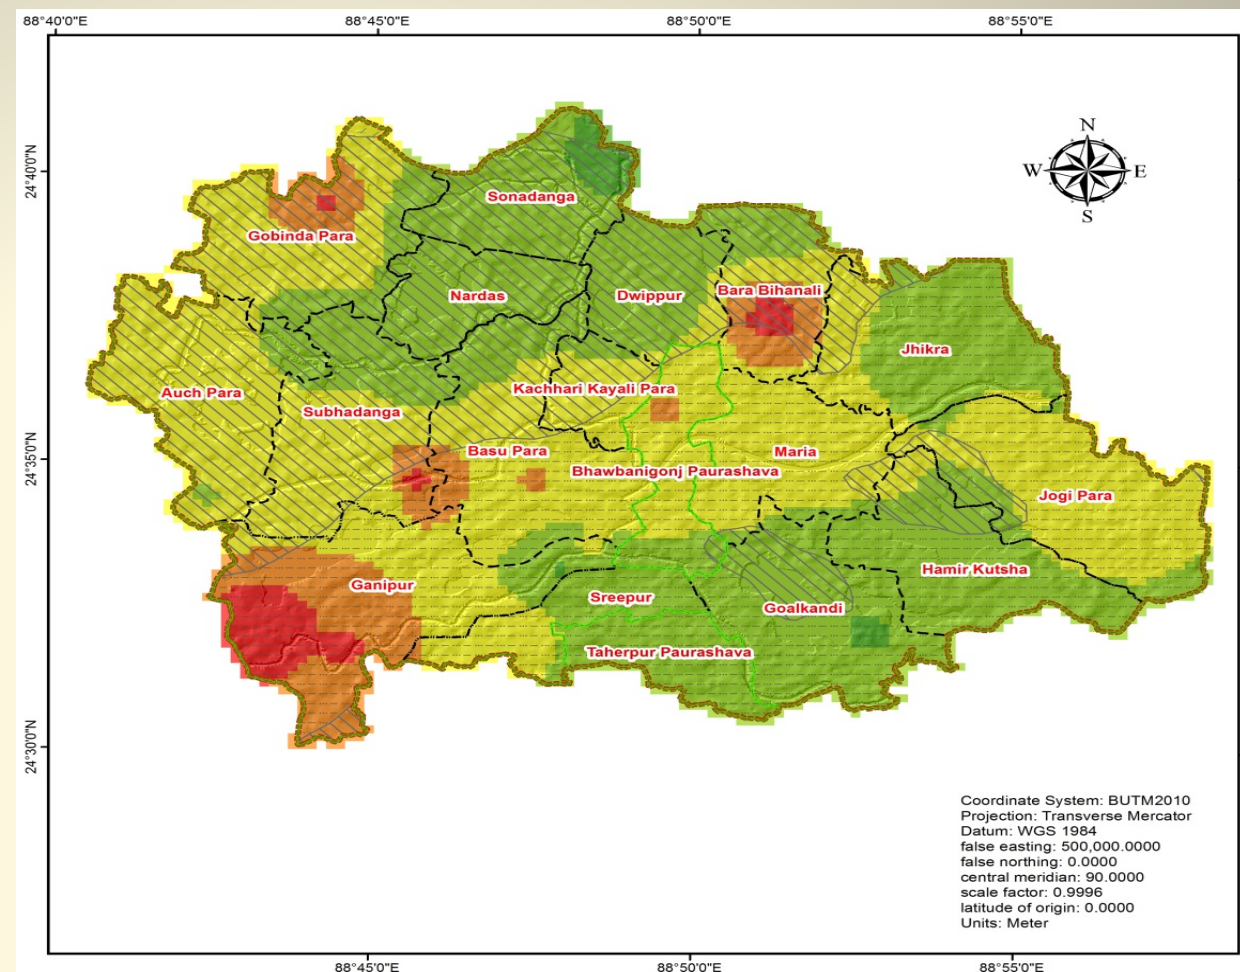 88°40'0"E
88°45'0"E
88°50'0"E
88°55'0"E
24°40'0"N
24°35'0"N
24°30'0"N
N
W
E
S
Sonadanga
Gobinda Para
Nardas
Dwippur
Bara Bihanali
Jhikra
Auch Para
Subhadanga
Kachhari Kayali Para
Basu Para
Maria
Bhawbanigonj Paurashava
Jogi Para
Ganipur
Hamir Kutsha
Sreepur
Goalkandi
Taherpur Paurashava
Coordinate System: BUTM2010
Projection: Transverse Mercator
Datum: WGS 1984
false easting: 500,000.0000
false northing: 0.0000
central meridian: 90.0000
scale factor: 0.9996
latitude of origin: 0.0000
Units: Meter
88°45'0"E
88°50'0"E
88°55'0"E